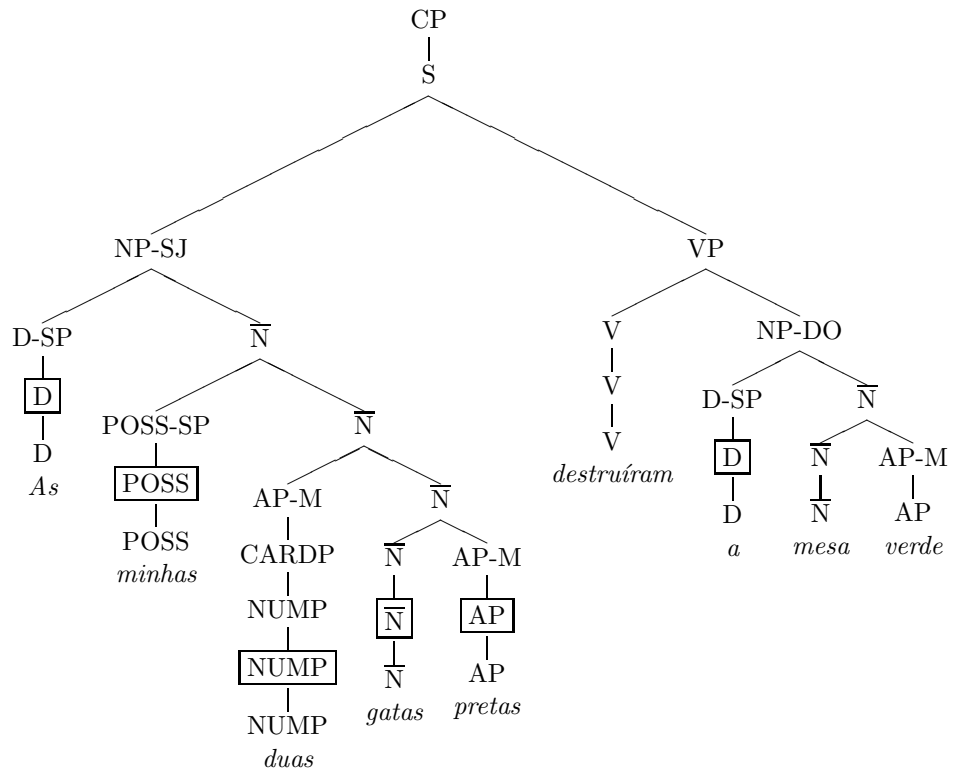 CP
S
NP-SJ VP
D-SP N̅ V NP-DO
D POSS-SP N̅ V D-SP N̅
D POSS AP-M N̅ V D N̅ AP-M
As POSS CARDP N̅ AP-M destruíram D N̅ AP
minhas NUMP N̅ AP a mesa verde
NUMP N̅ AP
NUMP gatas pretas
duas